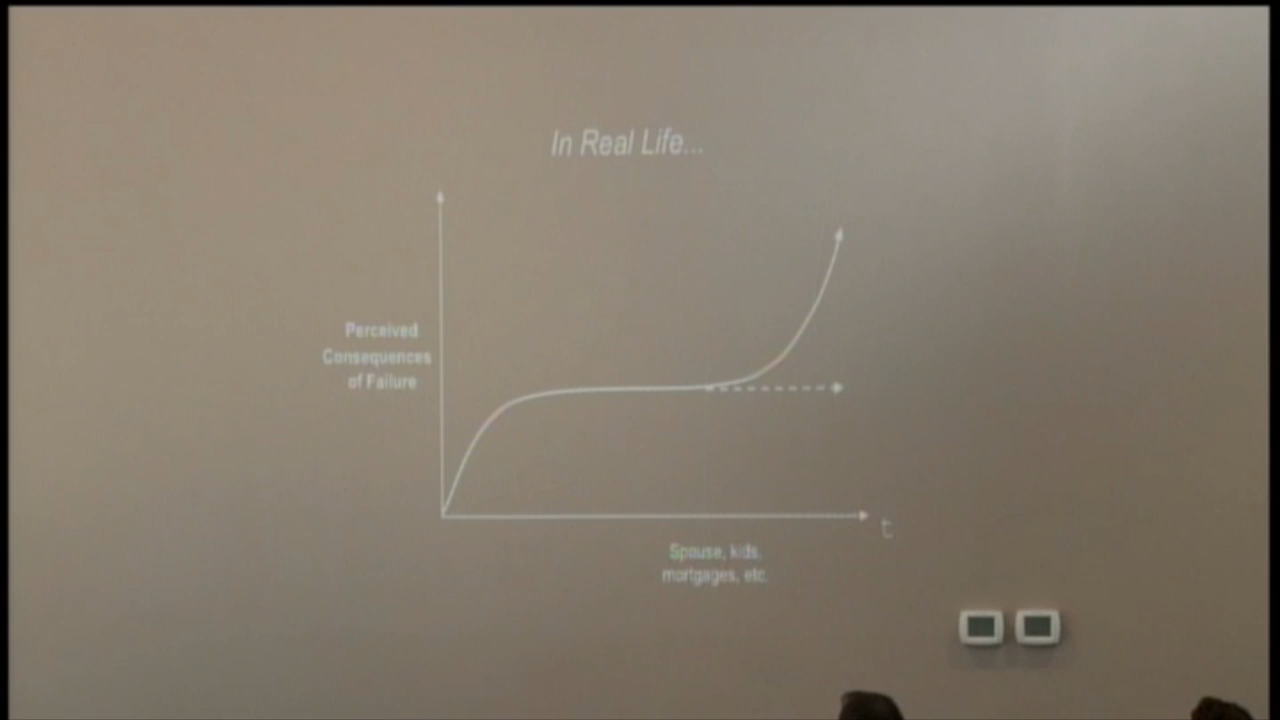 In Real Life...
Perceived
Consequences
of Failure
t
Spouse, kids,
mortgages, etc.